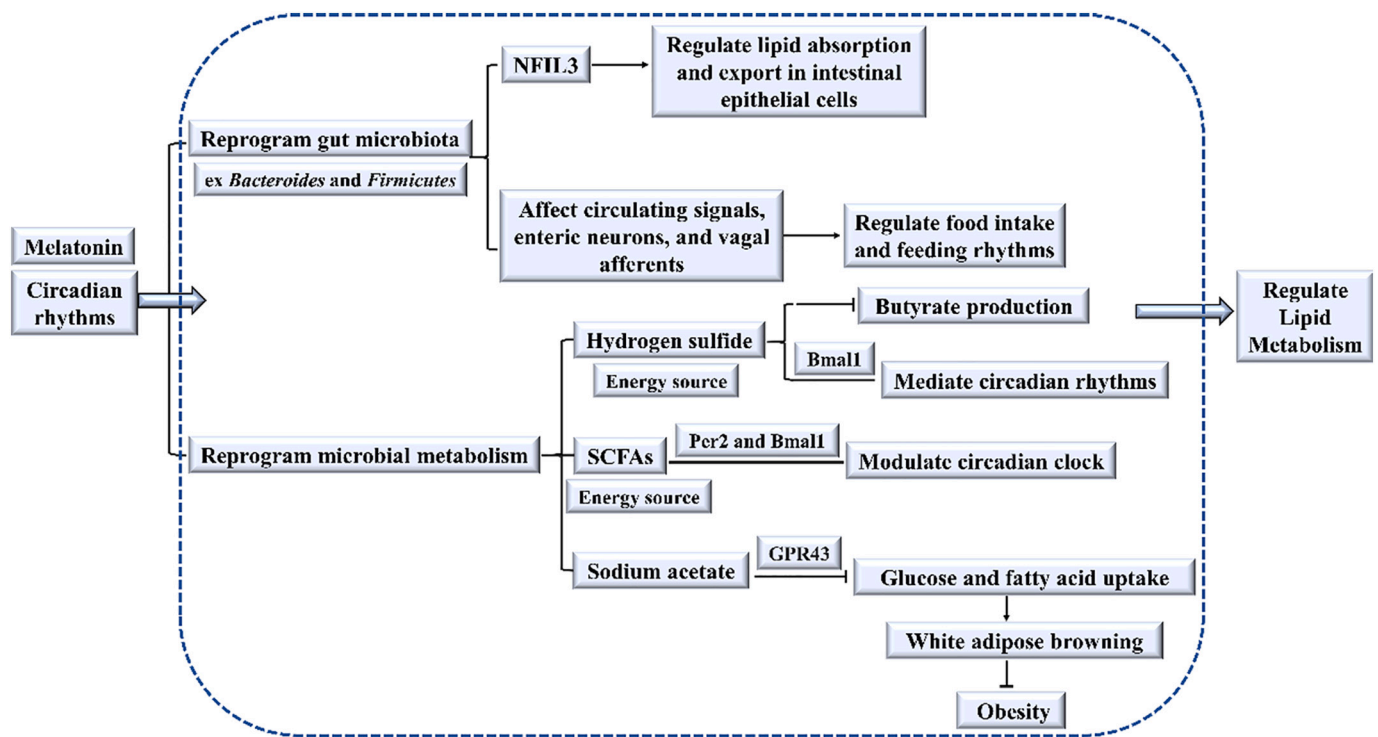 Melatonin
Circadian
rhythms
Reprogram gut microbiota
ex Bacteroides and Firmicutes
NFIL3
Regulate lipid absorption
and export in intestinal
epithelial cells
Affect circulating signals,
enteric neurons, and vagal
afferents
Regulate food intake
and feeding rhythms
Reprogram microbial metabolism
Hydrogen sulfide
Energy source
Butyrate production
Bmal1
Mediate circadian rhythms
SCFAs
Energy source
Per2 and Bmal1
Modulate circadian clock
Sodium acetate
GPR43
Glucose and fatty acid uptake
White adipose browning
Obesity
Regulate
Lipid
Metabolism